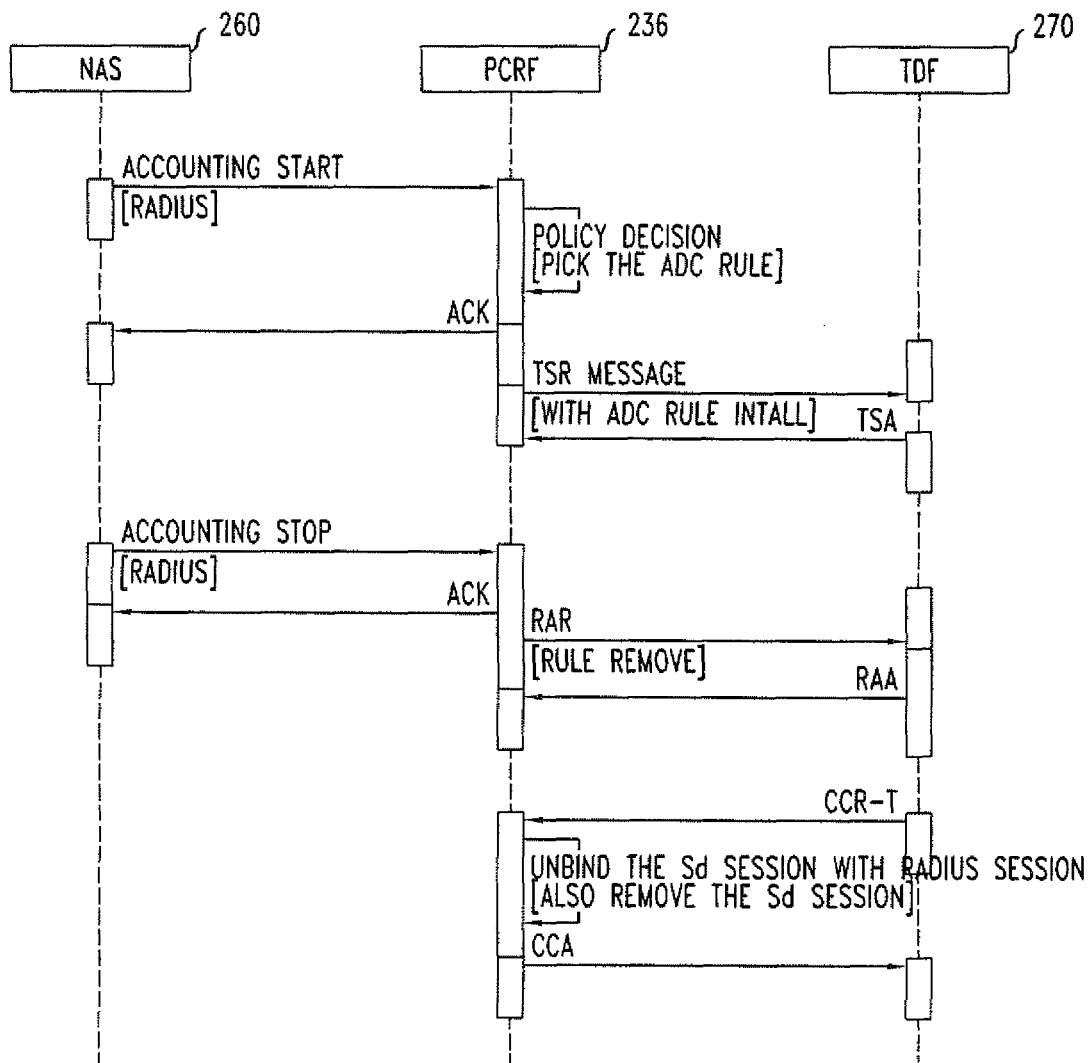 260
236
270
NAS
PCRF
TDF
ACCOUNTING START
[RADIUS]
POLICY DECISION
[PICK THE ADC RULE]
ACK
TSR MESSAGE
[WITH ADC RULE INTALL]
TSA
ACCOUNTING STOP
[RADIUS]
ACK
RAR
[RULE REMOVE]
RAA
CCR-T
UNBIND THE Sd SESSION WITH RADIUS SESSION
[ALSO REMOVE THE Sd SESSION]
CCA